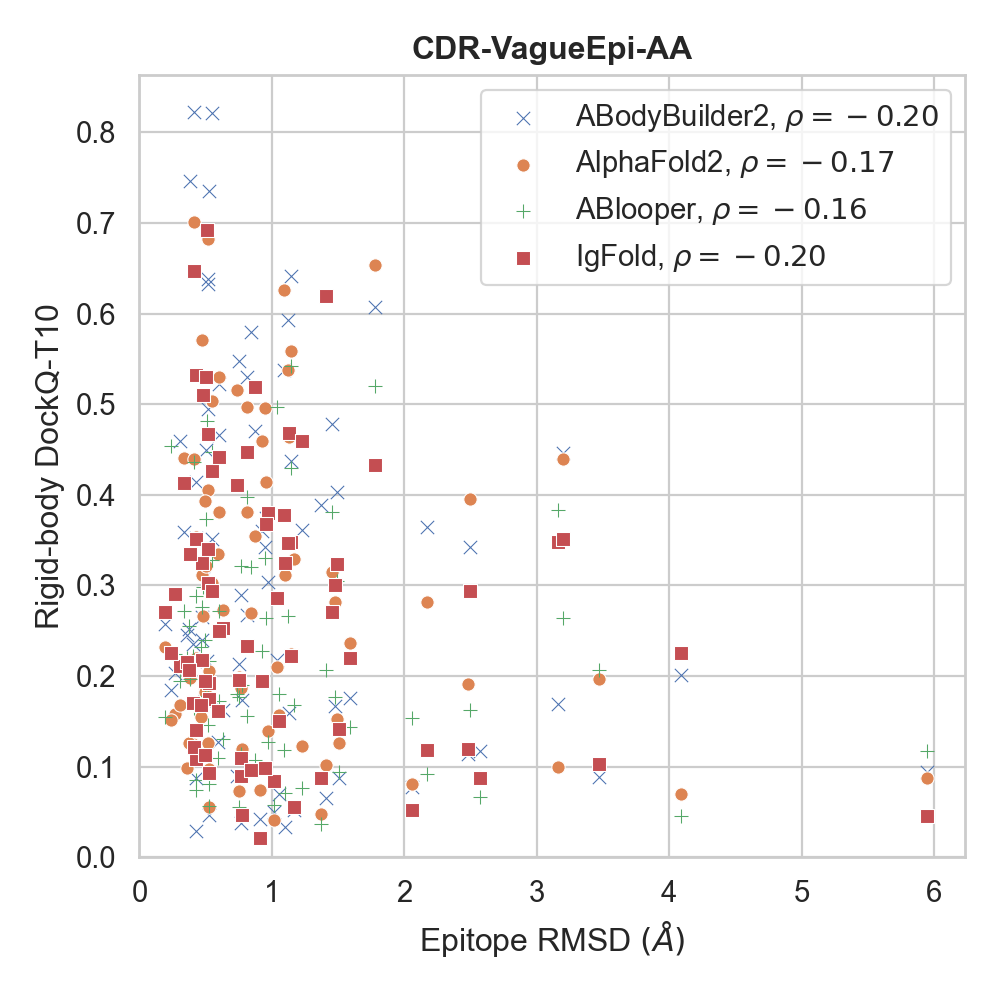 CDR-VagueEpi-AA
ABodyBuilder2, ρ = −0.20
AlphaFold2, ρ = −0.17
ABlooper, ρ = −0.16
IgFold, ρ = −0.20
Rigid-body DockQ-T10
0.8
0.7
0.6
0.5
0.4
0.3
0.2
0.1
0.0
0 1 2 3 4 5 6
Epitope RMSD (Å)